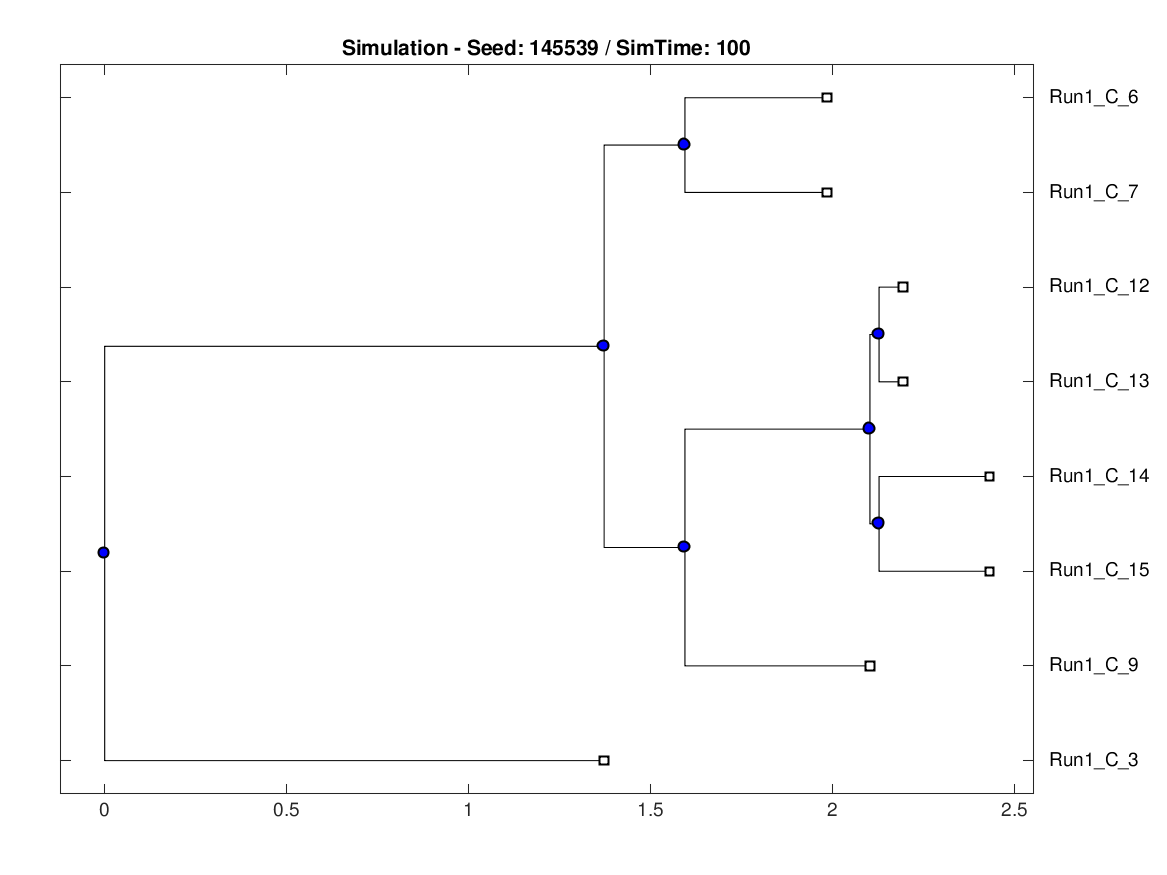 Simulation - Seed: 145539 / SimTime: 100
Run1_C_6
Run1_C_7
Run1_C_12
Run1_C_13
Run1_C_14
Run1_C_15
Run1_C_9
Run1_C_3
0 0.5 1 1.5 2 2.5